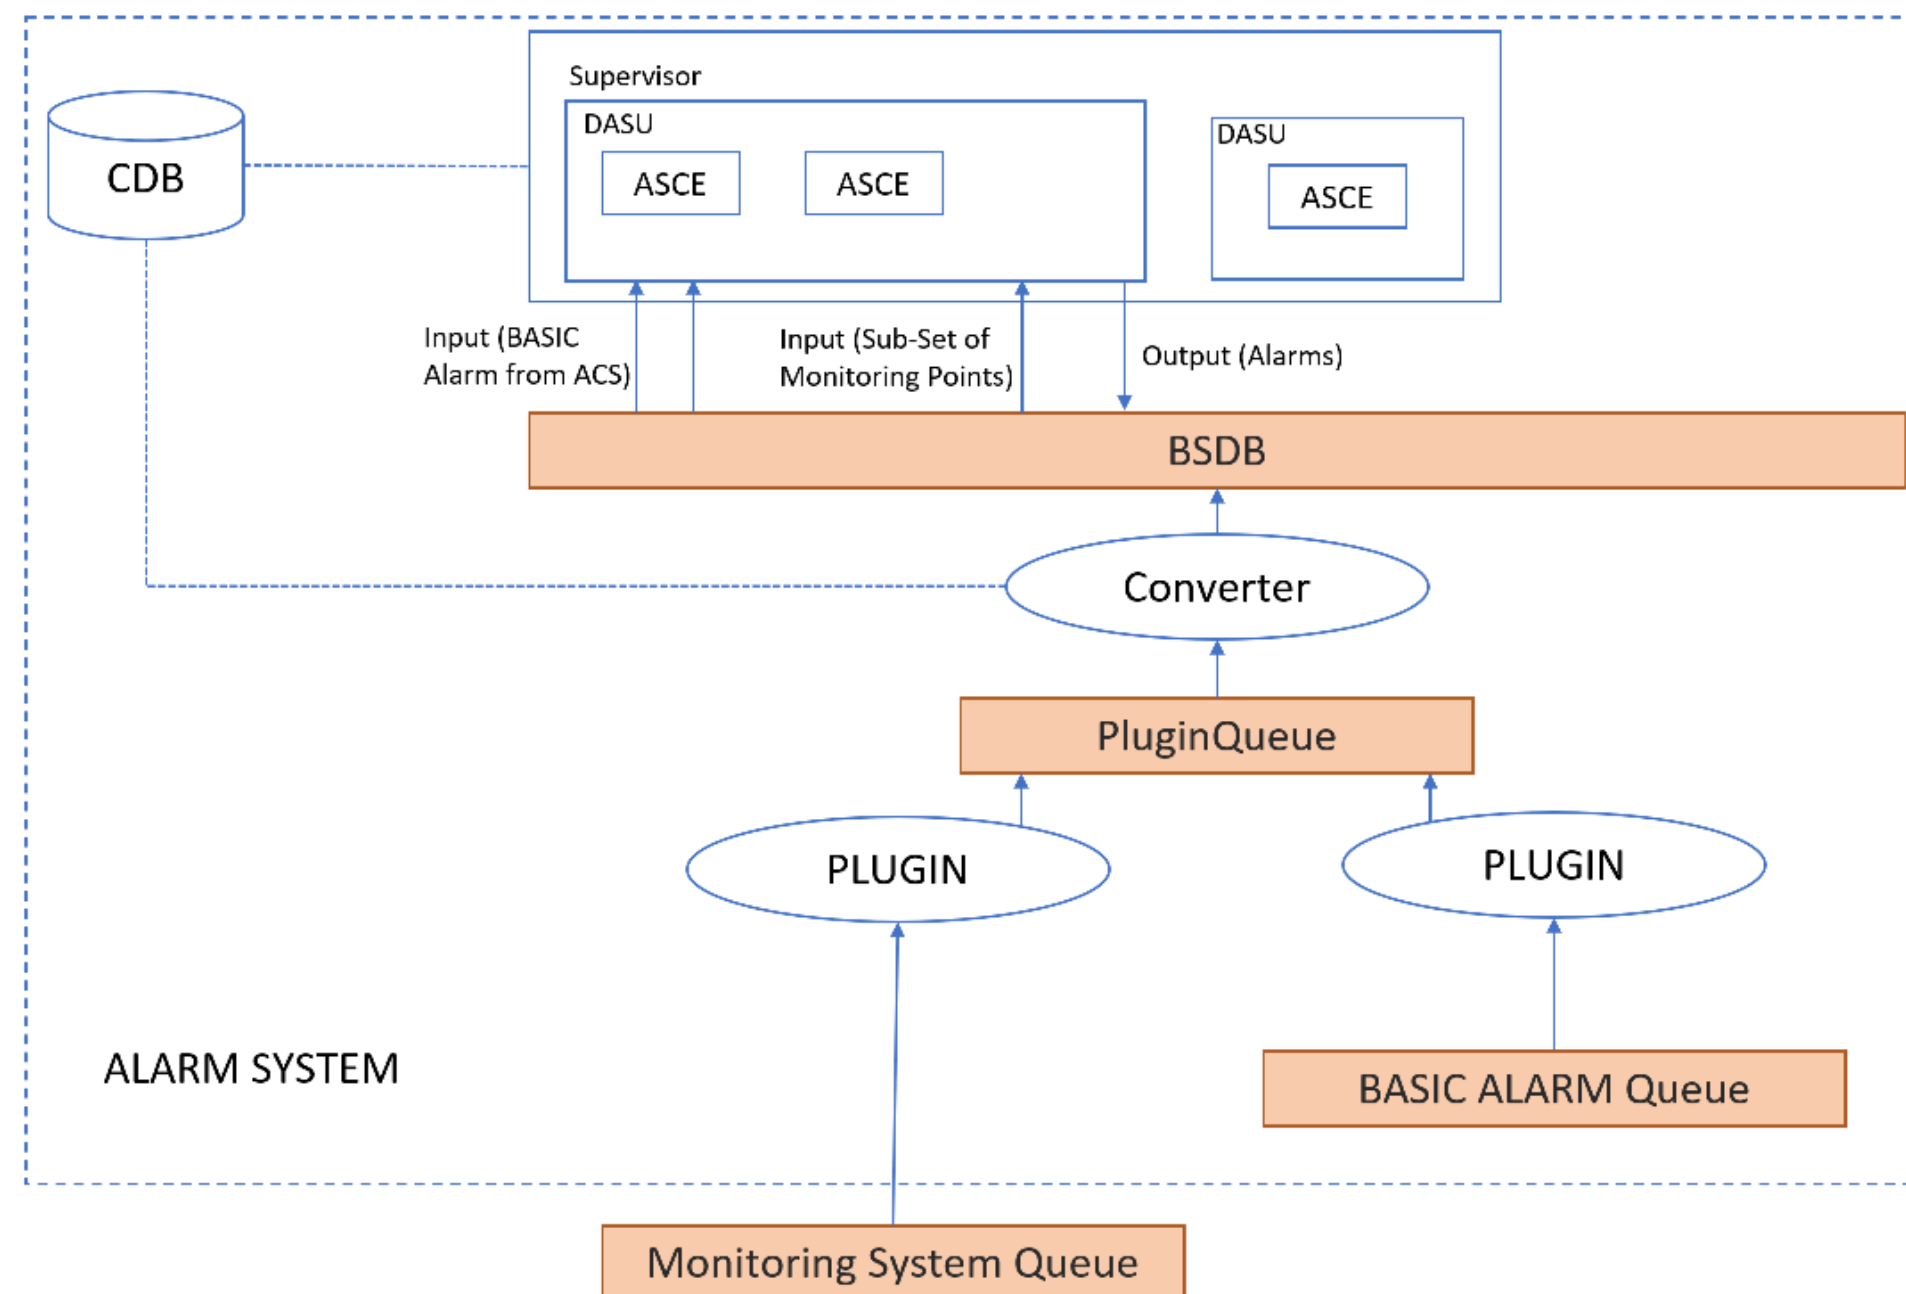 Supervisor
DASU
DASU
CDB
ASCE
ASCE
ASCE
Input (BASIC
Alarm from ACS)
Input (Sub-Set of
Monitoring Points)
Output (Alarms)
BSDB
Converter
PluginQueue
PLUGIN
PLUGIN
ALARM SYSTEM
BASIC ALARM Queue
Monitoring System Queue